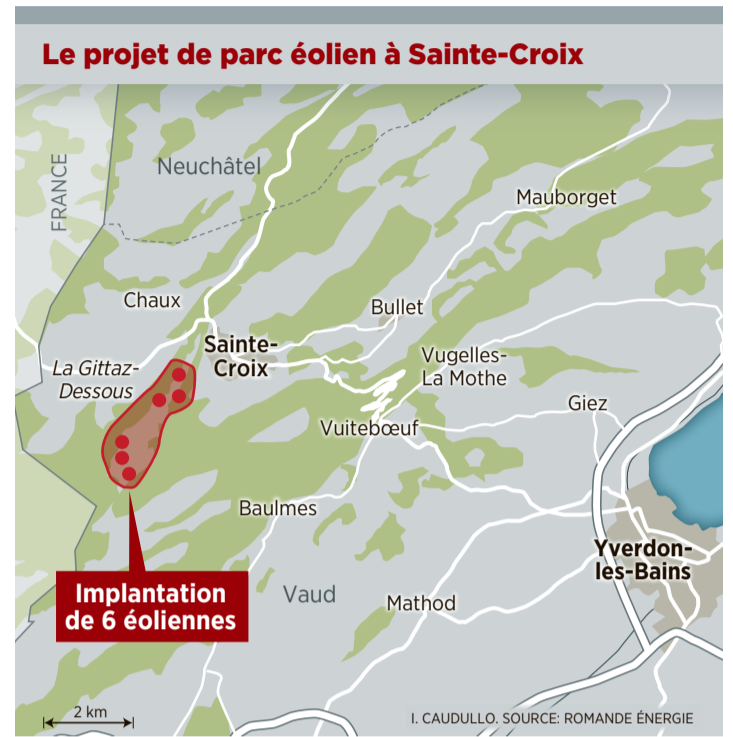 Le projet de parc éolien à Sainte-Croix
FRANCE
Neuchâtel
Mauborget
Chaux
Bullet
Sainte-
Croix
La Gittaz-
Dessous
Vugelles-
La Mothe
Giez
Vuitebœuf
Baulmes
Yverdon-
les-Bains
Implantation
de 6 éoliennes
Vaud
Mathod
2 km
I. CAUDULLO. SOURCE: ROMANDE ÉNERGIE